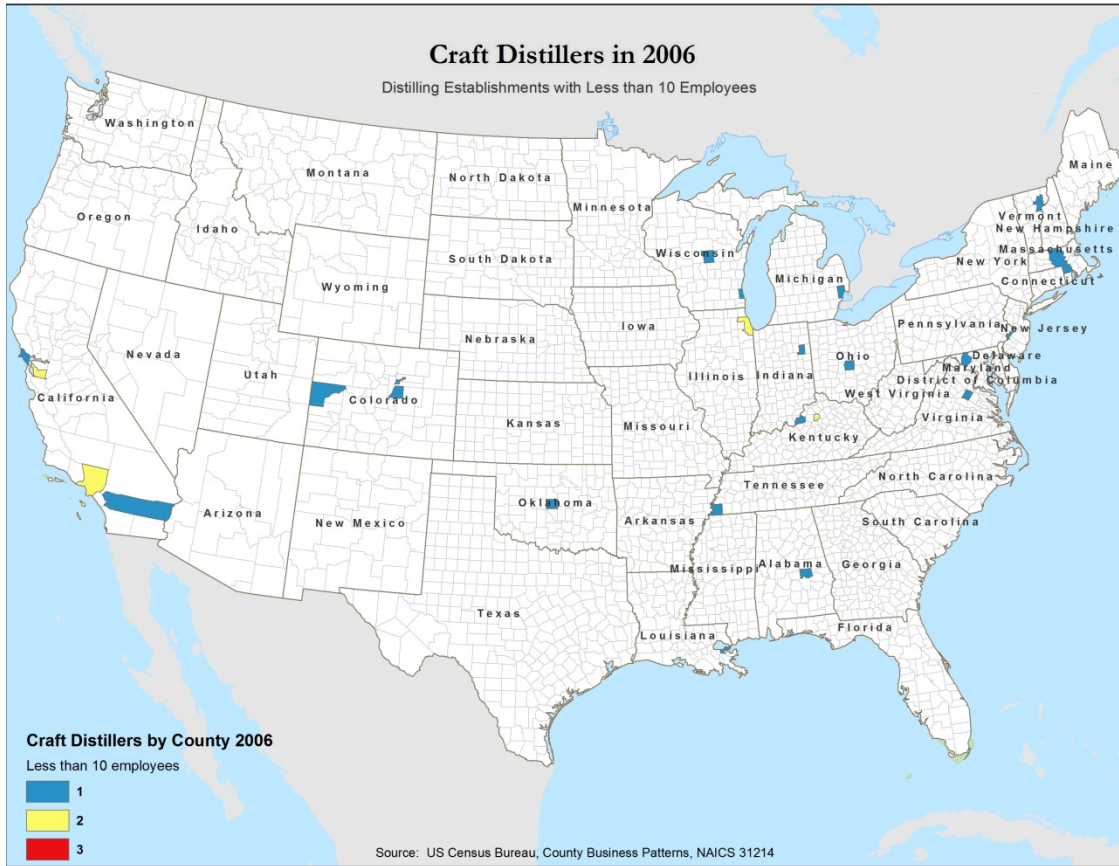 Craft Distillers in 2006
Distilling Establishments with Less than 10 Employees
Washington
Montana
North Dakota
Minnesota
Maine
Oregon
Idaho
Vermont
New Hampshire
Massachusetts
Wisconsin
South Dakota
New York
Michigan
Connecticut
Wyoming
Pennsylvania
New Jersey
Iowa
Nebraska
Ohio
Delaware
Maryland
Nevada
Utah
Illinois
Indiana
District of Columbia
West Virginia
California
Colorado
Kansas
Missouri
Virginia
Kentucky
North Carolina
Tennessee
Oklahoma
Arizona
New Mexico
Arkansas
South Carolina
Mississippi
Alabama
Georgia
Texas
Louisiana
Florida
Craft Distillers by County 2006
Less than 10 employees
1
2
3
Source: US Census Bureau, County Business Patterns, NAICS 31214